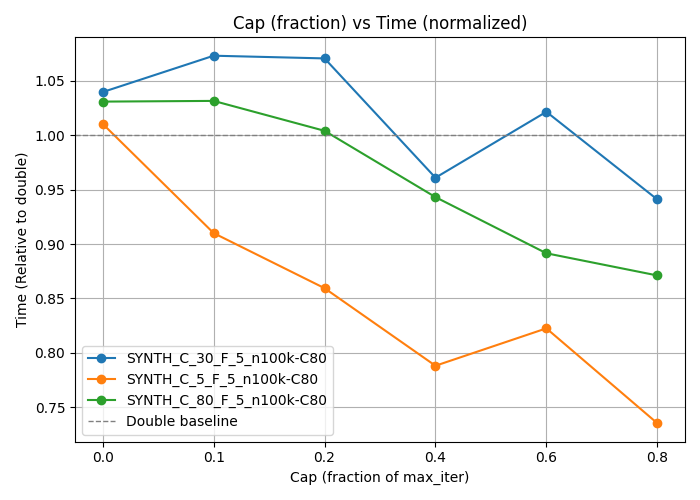 Cap (fraction) vs Time (normalized)
Time (Relative to double)
1.05
1.00
0.95
0.90
0.85
0.80
0.75
SYNTH_C_30_F_5_n100k-C80
SYNTH_C_5_F_5_n100k-C80
SYNTH_C_80_F_5_n100k-C80
Double baseline
0.0 0.1 0.2 0.4 0.6 0.8
Cap (fraction of max_iter)